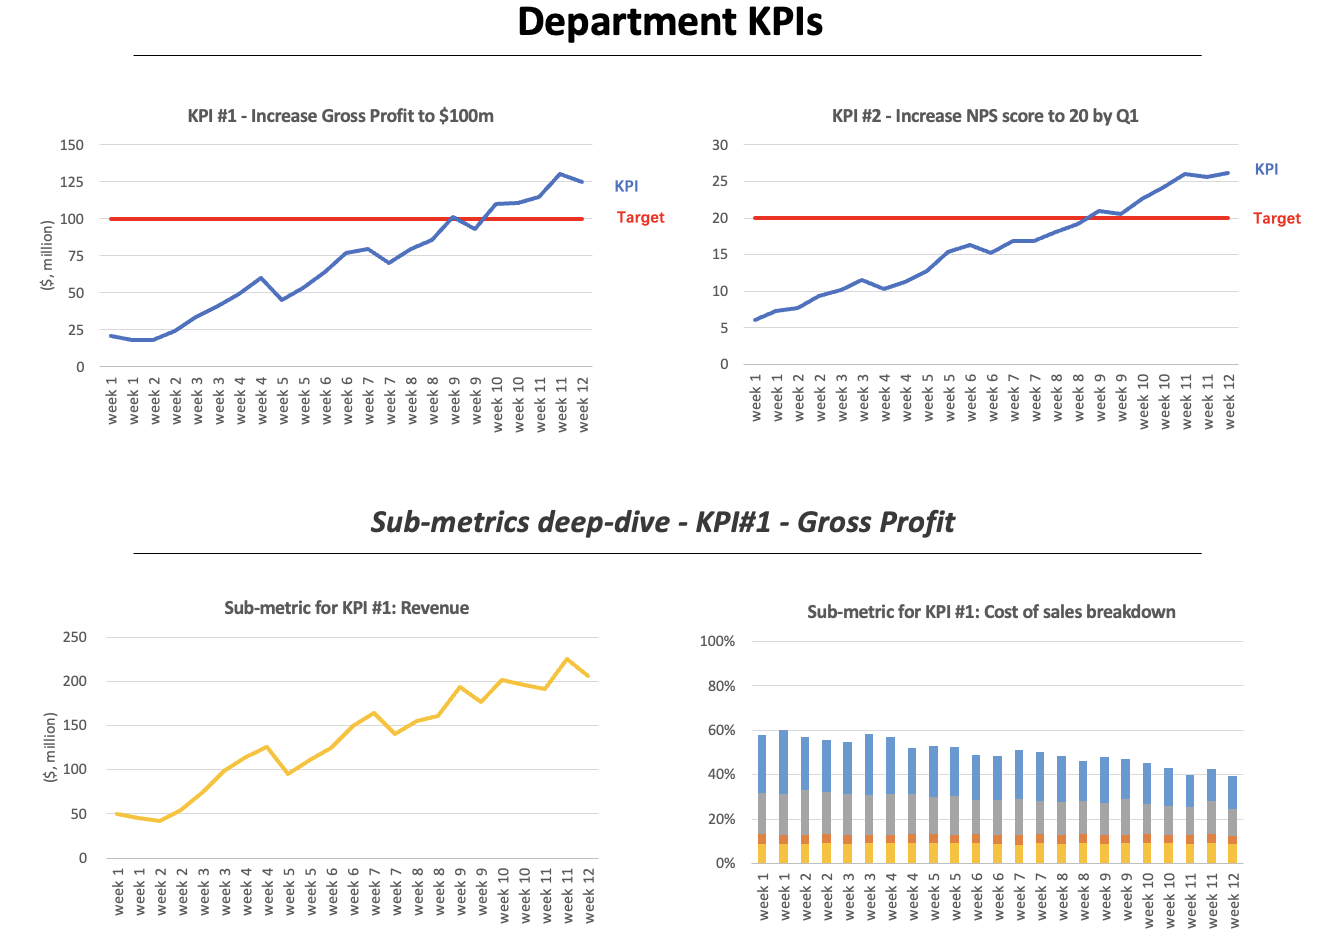 Department KPIs
KPI #1 - Increase Gross Profit to $100m
150
125
100
75
50
25
0
($, million)
KPI
Target
week 1
week 1
week 2
week 2
week 3
week 3
week 4
week 4
week 5
week 5
week 6
week 6
week 7
week 7
week 8
week 8
week 9
week 9
week 10
week 10
week 11
week 11
week 12
KPI #2 - Increase NPS score to 20 by Q1
30
25
20
15
10
5
0
KPI
Target
week 1
week 1
week 2
week 2
week 3
week 3
week 4
week 4
week 5
week 5
week 6
week 6
week 7
week 7
week 8
week 8
week 9
week 9
week 10
week 10
week 11
week 11
week 12
Sub-metrics deep-dive - KPI#1 - Gross Profit
Sub-metric for KPI #1: Revenue
250
200
150
100
50
0
($, million)
week 1
week 1
week 2
week 2
week 3
week 3
week 4
week 4
week 5
week 5
week 6
week 6
week 7
week 7
week 8
week 8
week 9
week 9
week 10
week 10
week 11
week 11
week 12
Sub-metric for KPI #1: Cost of sales breakdown
100%
80%
60%
40%
20%
0%
week 1
week 1
week 2
week 2
week 3
week 3
week 4
week 4
week 5
week 5
week 6
week 6
week 7
week 7
week 8
week 8
week 9
week 9
week 10
week 10
week 11
week 11
week 12